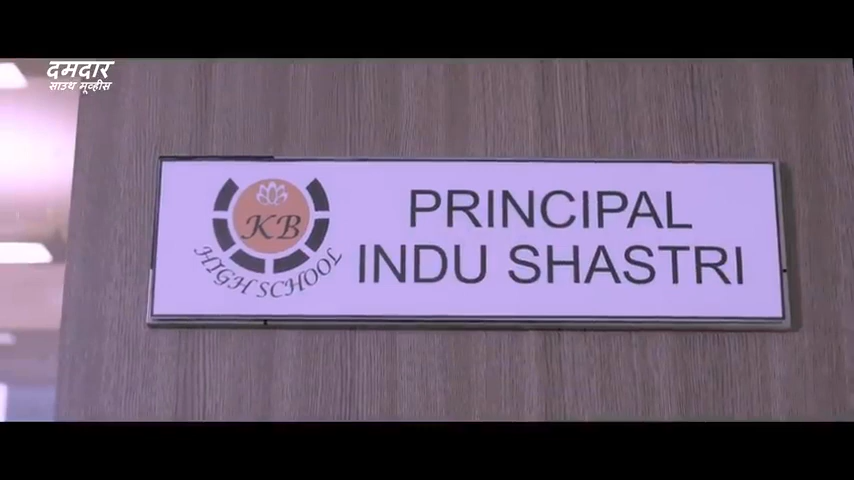 दमदार
साउथ मूव्हीस
KB
HIGH SCHOOL
PRINCIPAL
INDU SHASTRI